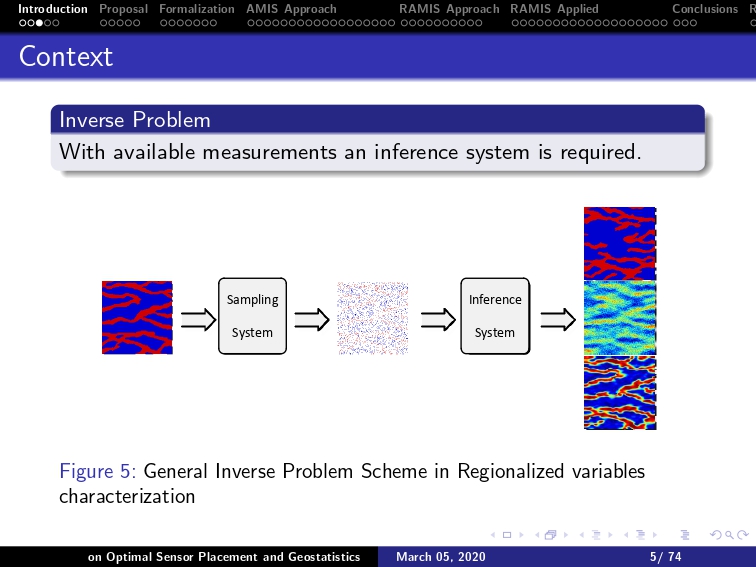 Introduction Proposal Formalization AMIS Approach RAMIS Approach RAMIS Applied Conclusions R
Context
Inverse Problem
With available measurements an inference system is required.
Sampling
System
Inference
System
Figure 5: General Inverse Problem Scheme in Regionalized variables
characterization
on Optimal Sensor Placement and Geostatistics March 05, 2020 5/ 74